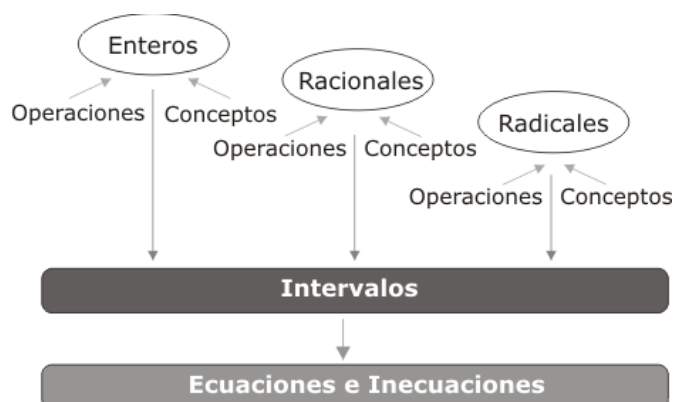 Enteros
Operaciones
Conceptos
Racionales
Operaciones
Conceptos
Radicales
Operaciones
Conceptos
Intervalos
Ecuaciones e Inecuaciones